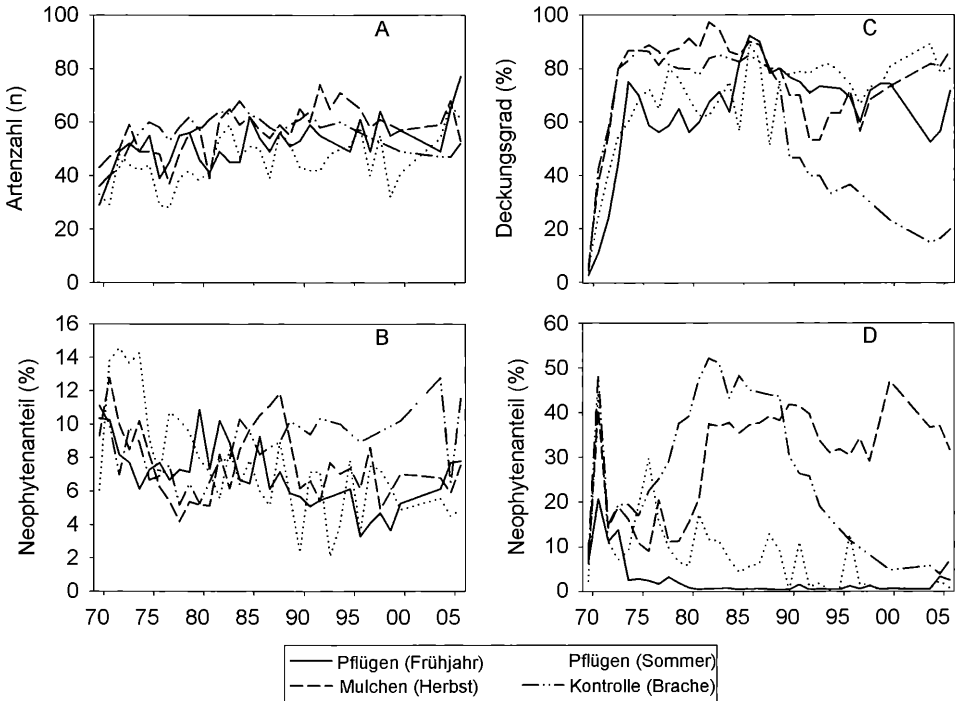 A
Artenzahl (n)
100
80
60
40
20
0
C
Deckungsgrad (%)
100
80
60
40
20
0
B
Neophytenanteil (%)
16
14
12
10
8
6
4
2
0
70 75 80 85 90 95 00 05
D
Neophytenanteil (%)
60
50
40
30
20
10
0
70 75 80 85 90 95 00 05
Pflügen (Frühjahr) Pflügen (Sommer)
Mulchen (Herbst) Kontrolle (Brache)